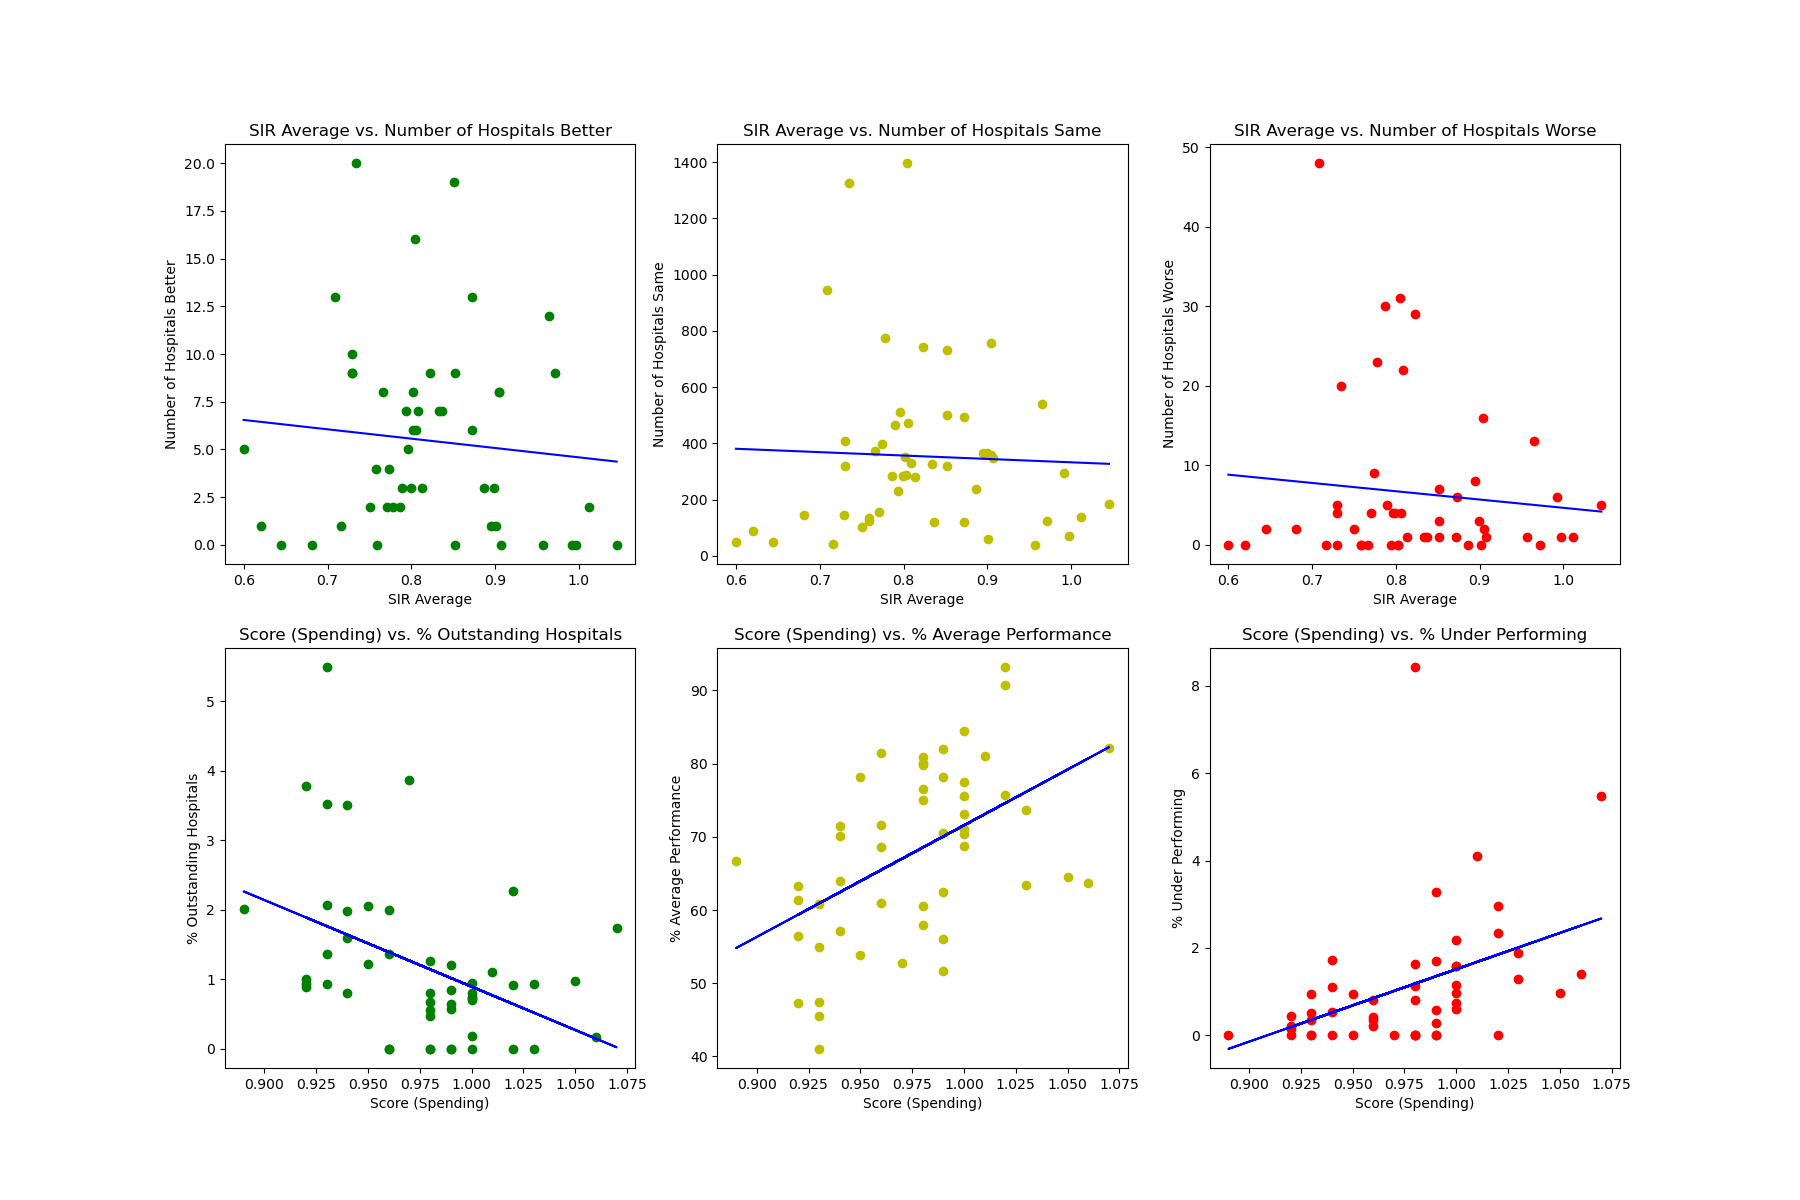 SIR Average vs. Number of Hospitals Better
Number of Hospitals Better
20.0
17.5
15.0
12.5
10.0
7.5
5.0
2.5
0.0
0.6 0.7 0.8 0.9 1.0
SIR Average
SIR Average vs. Number of Hospitals Same
Number of Hospitals Same
1400
1200
1000
800
600
400
200
0
0.6 0.7 0.8 0.9 1.0
SIR Average
SIR Average vs. Number of Hospitals Worse
Number of Hospitals Worse
50
40
30
20
10
0
0.6 0.7 0.8 0.9 1.0
SIR Average
Score (Spending) vs. % Outstanding Hospitals
% Outstanding Hospitals
5
4
3
2
1
0
0.900 0.925 0.950 0.975 1.000 1.025 1.050 1.075
Score (Spending)
Score (Spending) vs. % Average Performance
% Average Performance
90
80
70
60
50
40
0.900 0.925 0.950 0.975 1.000 1.025 1.050 1.075
Score (Spending)
Score (Spending) vs. % Under Performing
% Under Performing
8
6
4
2
0
0.900 0.925 0.950 0.975 1.000 1.025 1.050 1.075
Score (Spending)